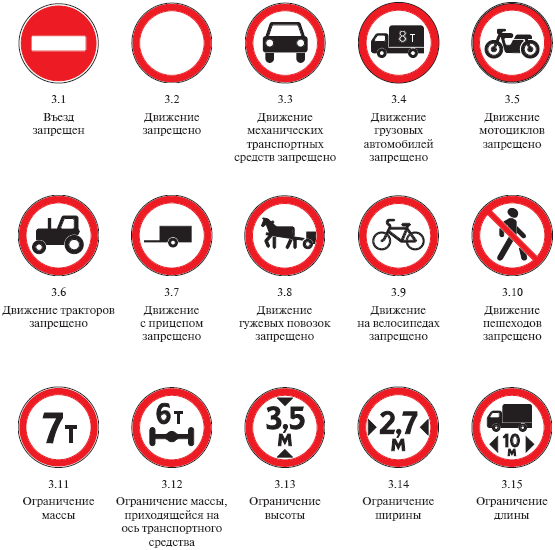 8 т
3.1
Въезд
запрещен
3.2
Движение
запрещено
3.3
Движение
механических
транспортных
средств запрещено
3.4
Движение
грузовых
автомобилей
запрещено
3.5
Движение
мотоциклов
запрещено
3.6
Движение тракторов
запрещено
3.7
Движение
с прицепом
запрещено
3.8
Движение
гужевых повозок
запрещено
3.9
Движение
на велосипедах
запрещено
3.10
Движение
пешеходов
запрещено
7т
3.11
Ограничение
массы
6т
3.12
Ограничение массы,
приходящейся на
ось транспортного
средства
3,5
м
3.13
Ограничение
высоты
2,7
м
3.14
Ограничение
ширины
10
м
3.15
Ограничение
длины